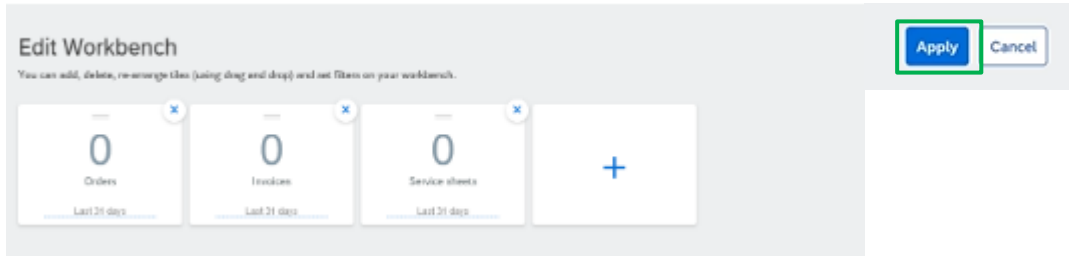 Edit Workbench
Apply Cancel
You can add, delete, re-arrange tiles (using drag and drop) and set filters on your workbench.
0 0 0 +
Orders Invoices Service sheets
Last 31 days Last 31 days Last 31 days